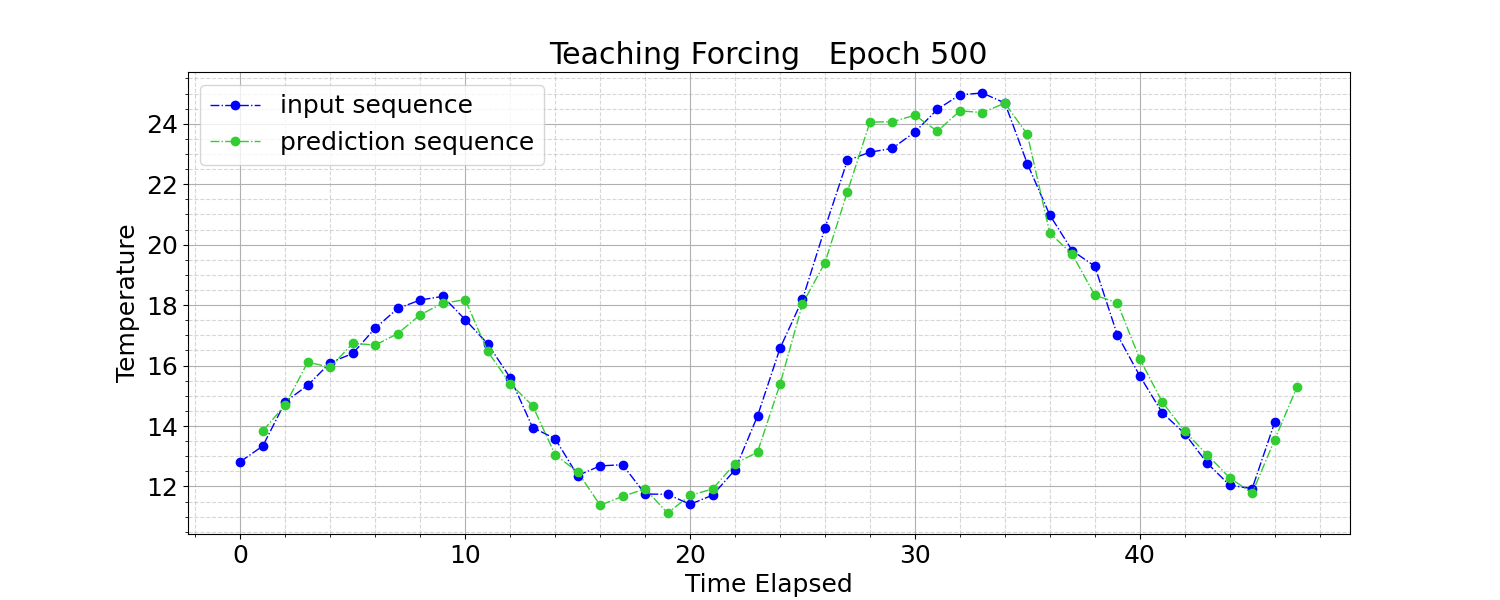 Teaching Forcing   Epoch 500
input sequence
prediction sequence
24
22
20
18
16
14
12
Temperature
0 10 20 30 40
Time Elapsed